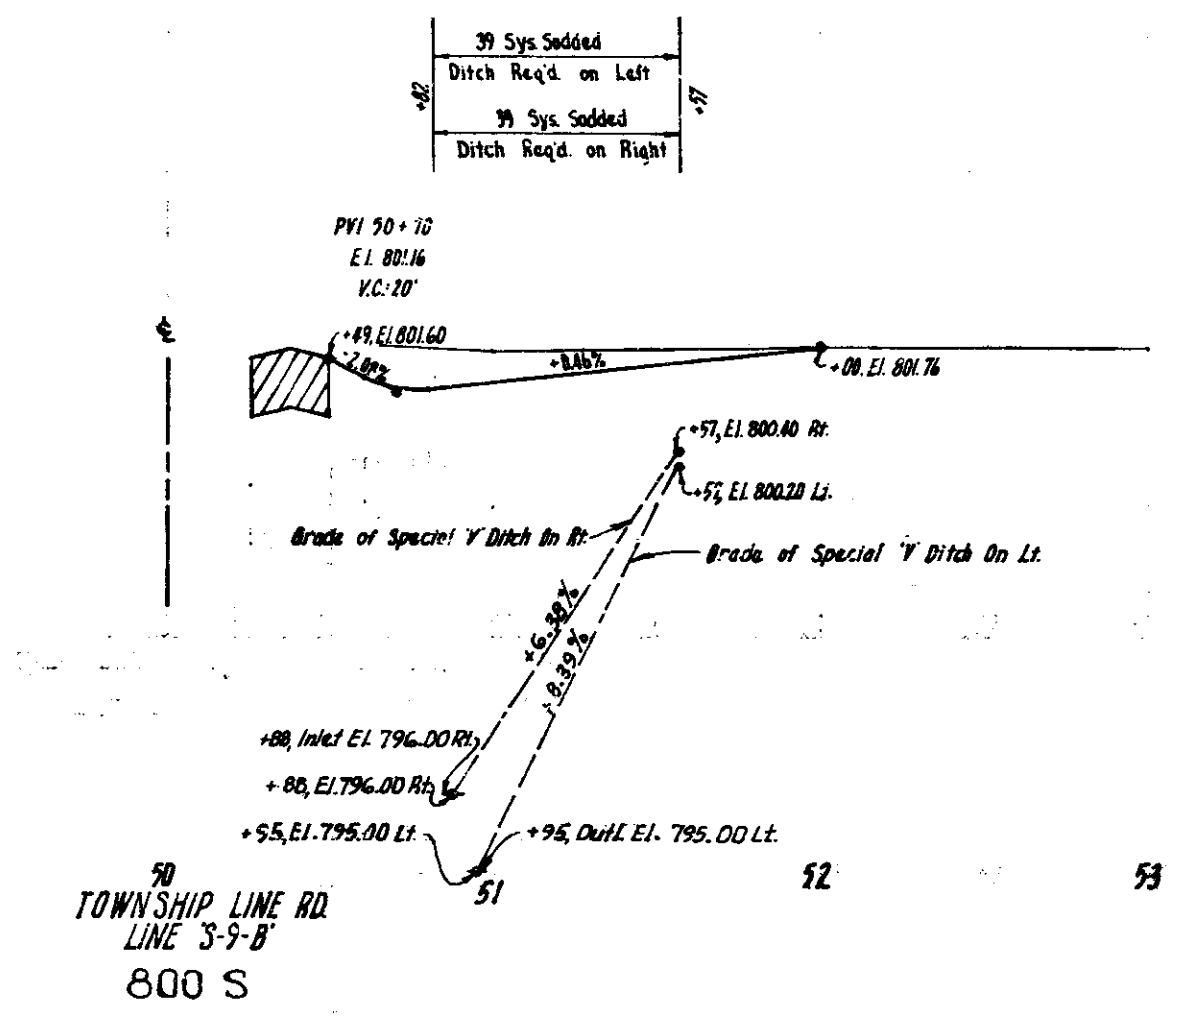 39 Sys. Sodded
Ditch Req'd. on Left
+82
+57
39 Sys. Sodded
Ditch Req'd. on Right
PVI 50 + 70
El. 801.16
V.C.=20'
℄
+49, El. 801.60
-2.09%
+0.46%
+00, El. 801.76
+57, El. 800.40 Rt.
+57, El. 800.20 Lt.
Grade of Special 'V' Ditch On Rt.
Grade of Special 'V' Ditch On Lt.
+6.38%
+8.39%
+88, Inlet El. 796.00 Rt.
+88, El. 796.00 Rt.
+95, El. 795.00 Lt.
+95, Outl. El. 795.00 Lt.
50
51
52
53
TOWNSHIP LINE RD.
LINE 'S-9-B'
800 S